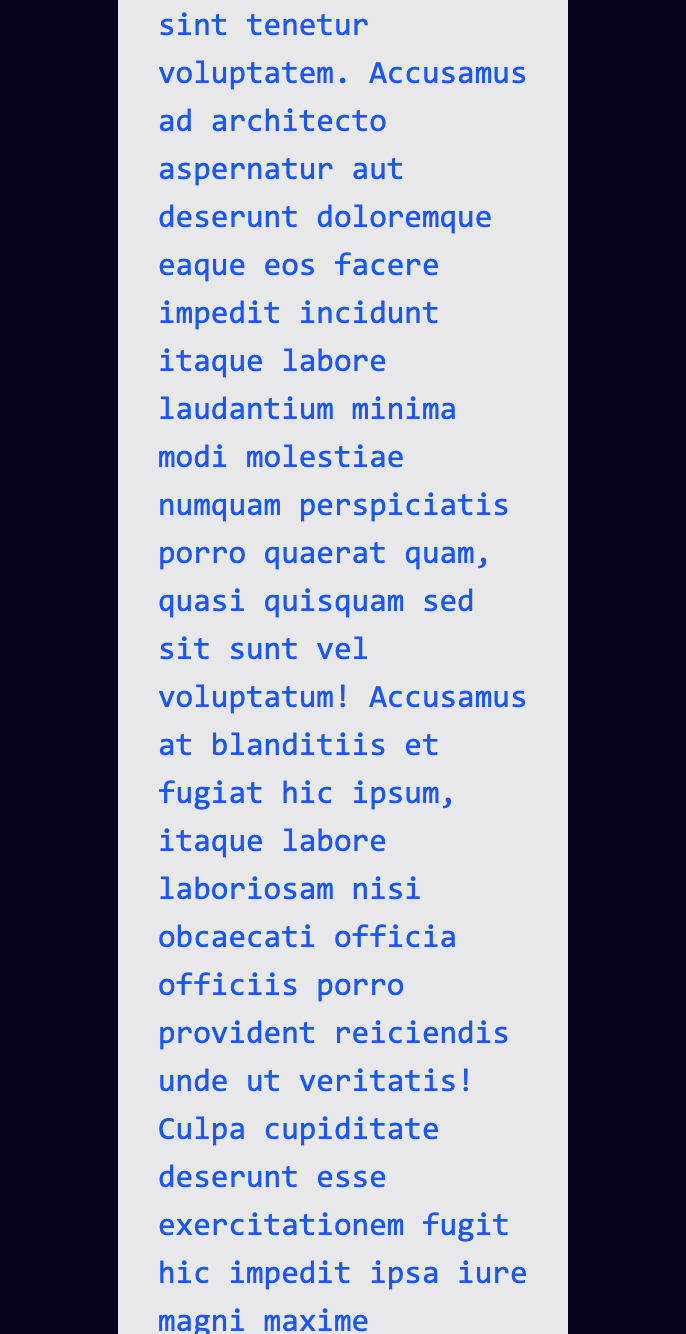 sint tenetur
voluptatem. Accusamus
ad architecto
aspernatur aut
deserunt doloremque
eaque eos facere
impedit incidunt
itaque labore
laudantium minima
modi molestiae
numquam perspiciatis
porro quaerat quam,
quasi quisquam sed
sit sunt vel
voluptatum! Accusamus
at blanditiis et
fugiat hic ipsum,
itaque labore
laboriosam nisi
obcaecati officia
officiis porro
provident reiciendis
unde ut veritatis!
Culpa cupiditate
deserunt esse
exercitationem fugit
hic impedit ipsa iure
magni maxime